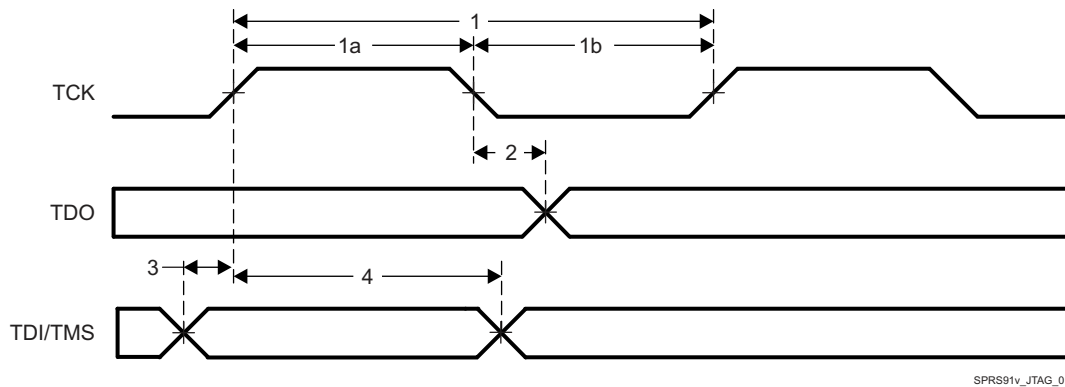 1
1a
1b
TCK
2
TDO
3
4
TDI/TMS
SPRS91v_JTAG_0